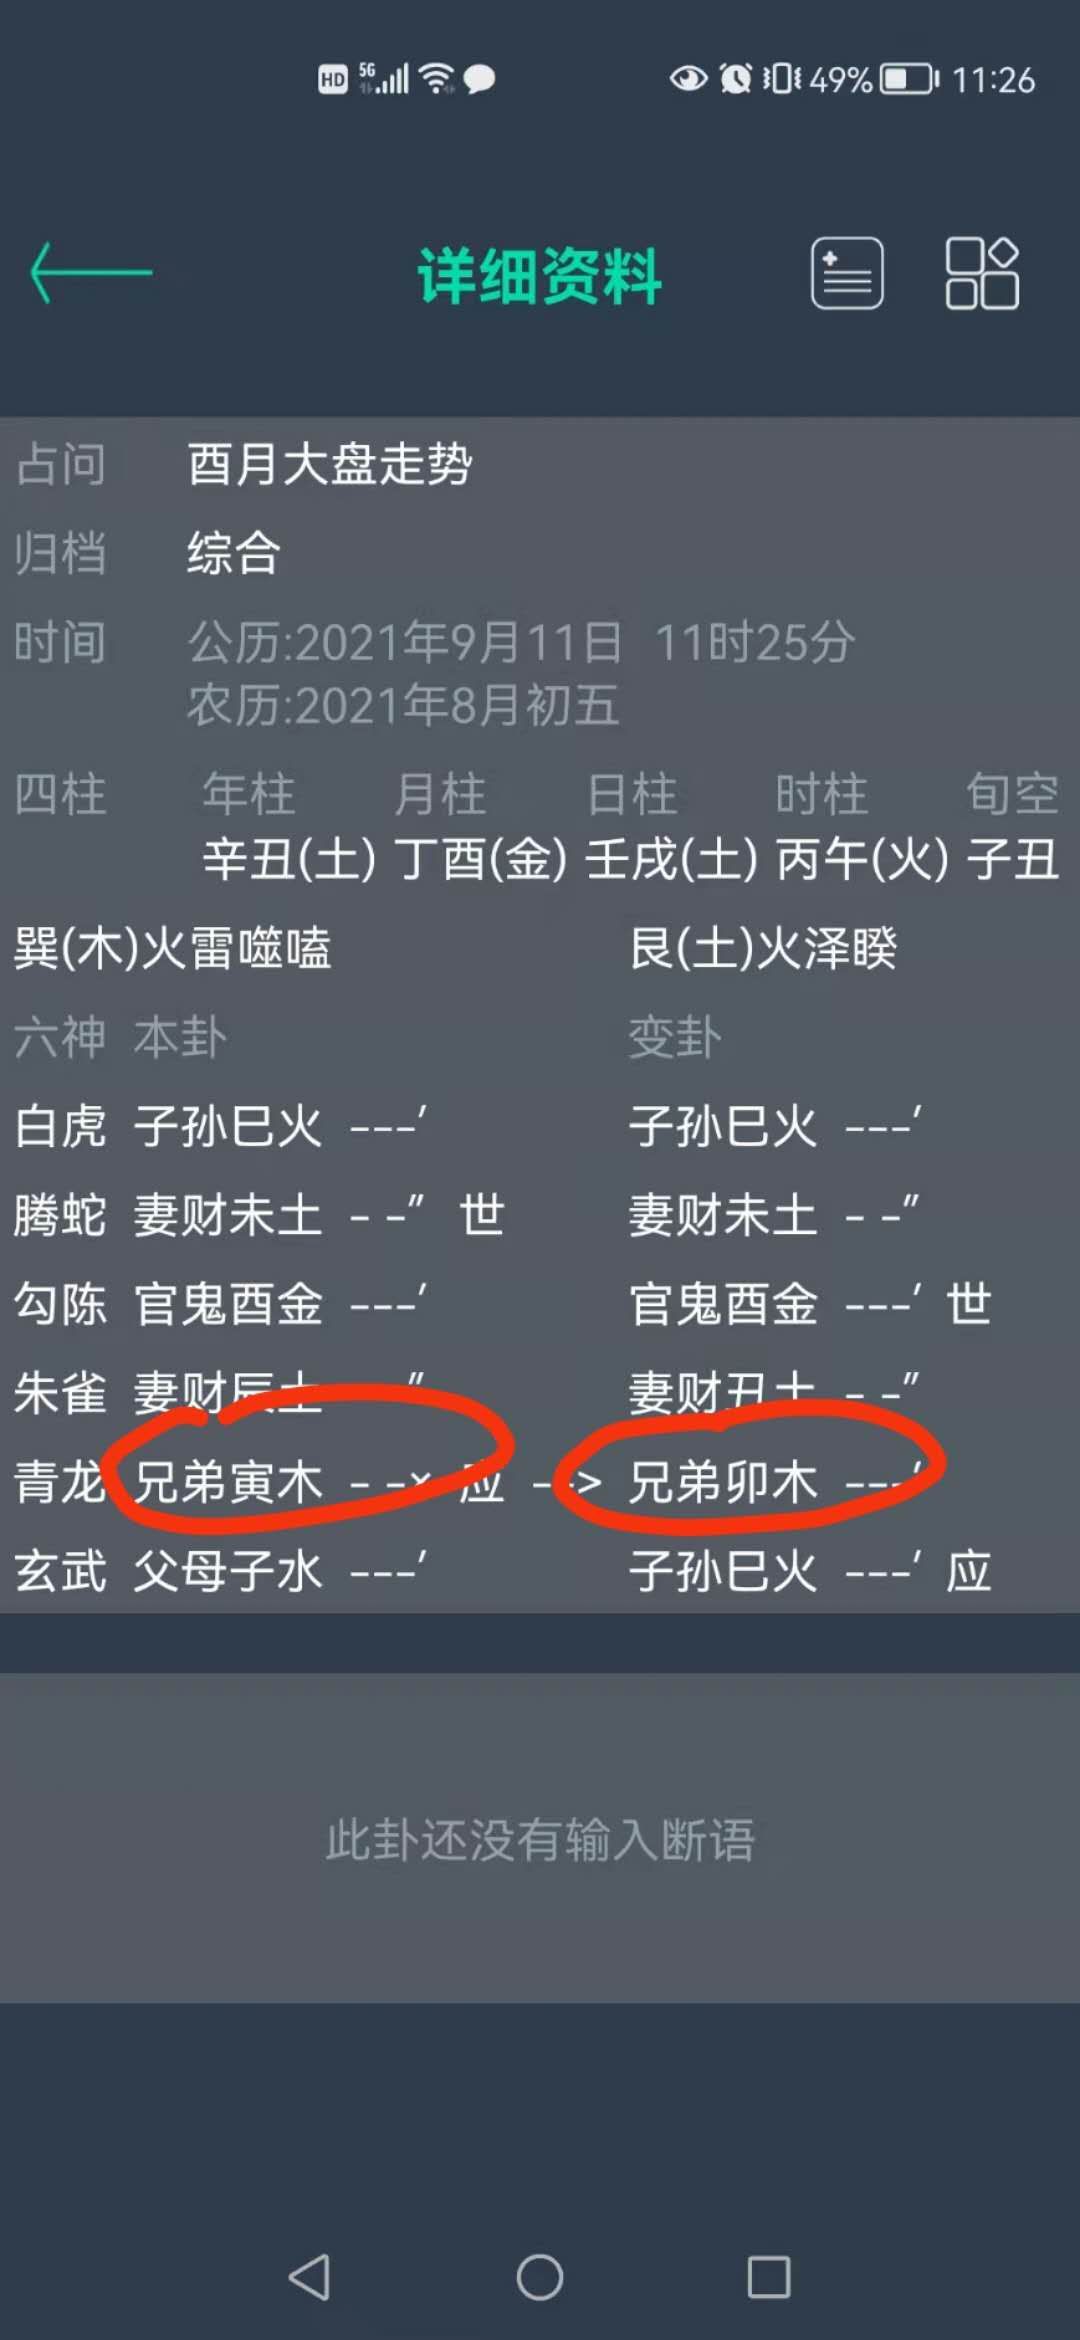 HD 5G 49% 11:26
详细资料
占问 酉月大盘走势
归档 综合
时间 公历:2021年9月11日 11时25分
农历:2021年8月初五
四柱 年柱 月柱 日柱 时柱 旬空
辛丑(土) 丁酉(金) 壬戌(土) 丙午(火) 子丑
巽(木)火雷噬嗑 艮(土)火泽睽
六神 本卦 变卦
白虎 子孙巳火 ---′ 子孙巳火 ---′
腾蛇 妻财未土 - -″ 世 妻财未土 - -″
勾陈 官鬼酉金 ---′ 官鬼酉金 ---′ 世
朱雀 妻财辰土 - -″ 妻财丑土 - -″
青龙 兄弟寅木 - -× 应 --> 兄弟卯木 ---′
玄武 父母子水 ---′ 子孙巳火 ---′ 应
此卦还没有输入断语